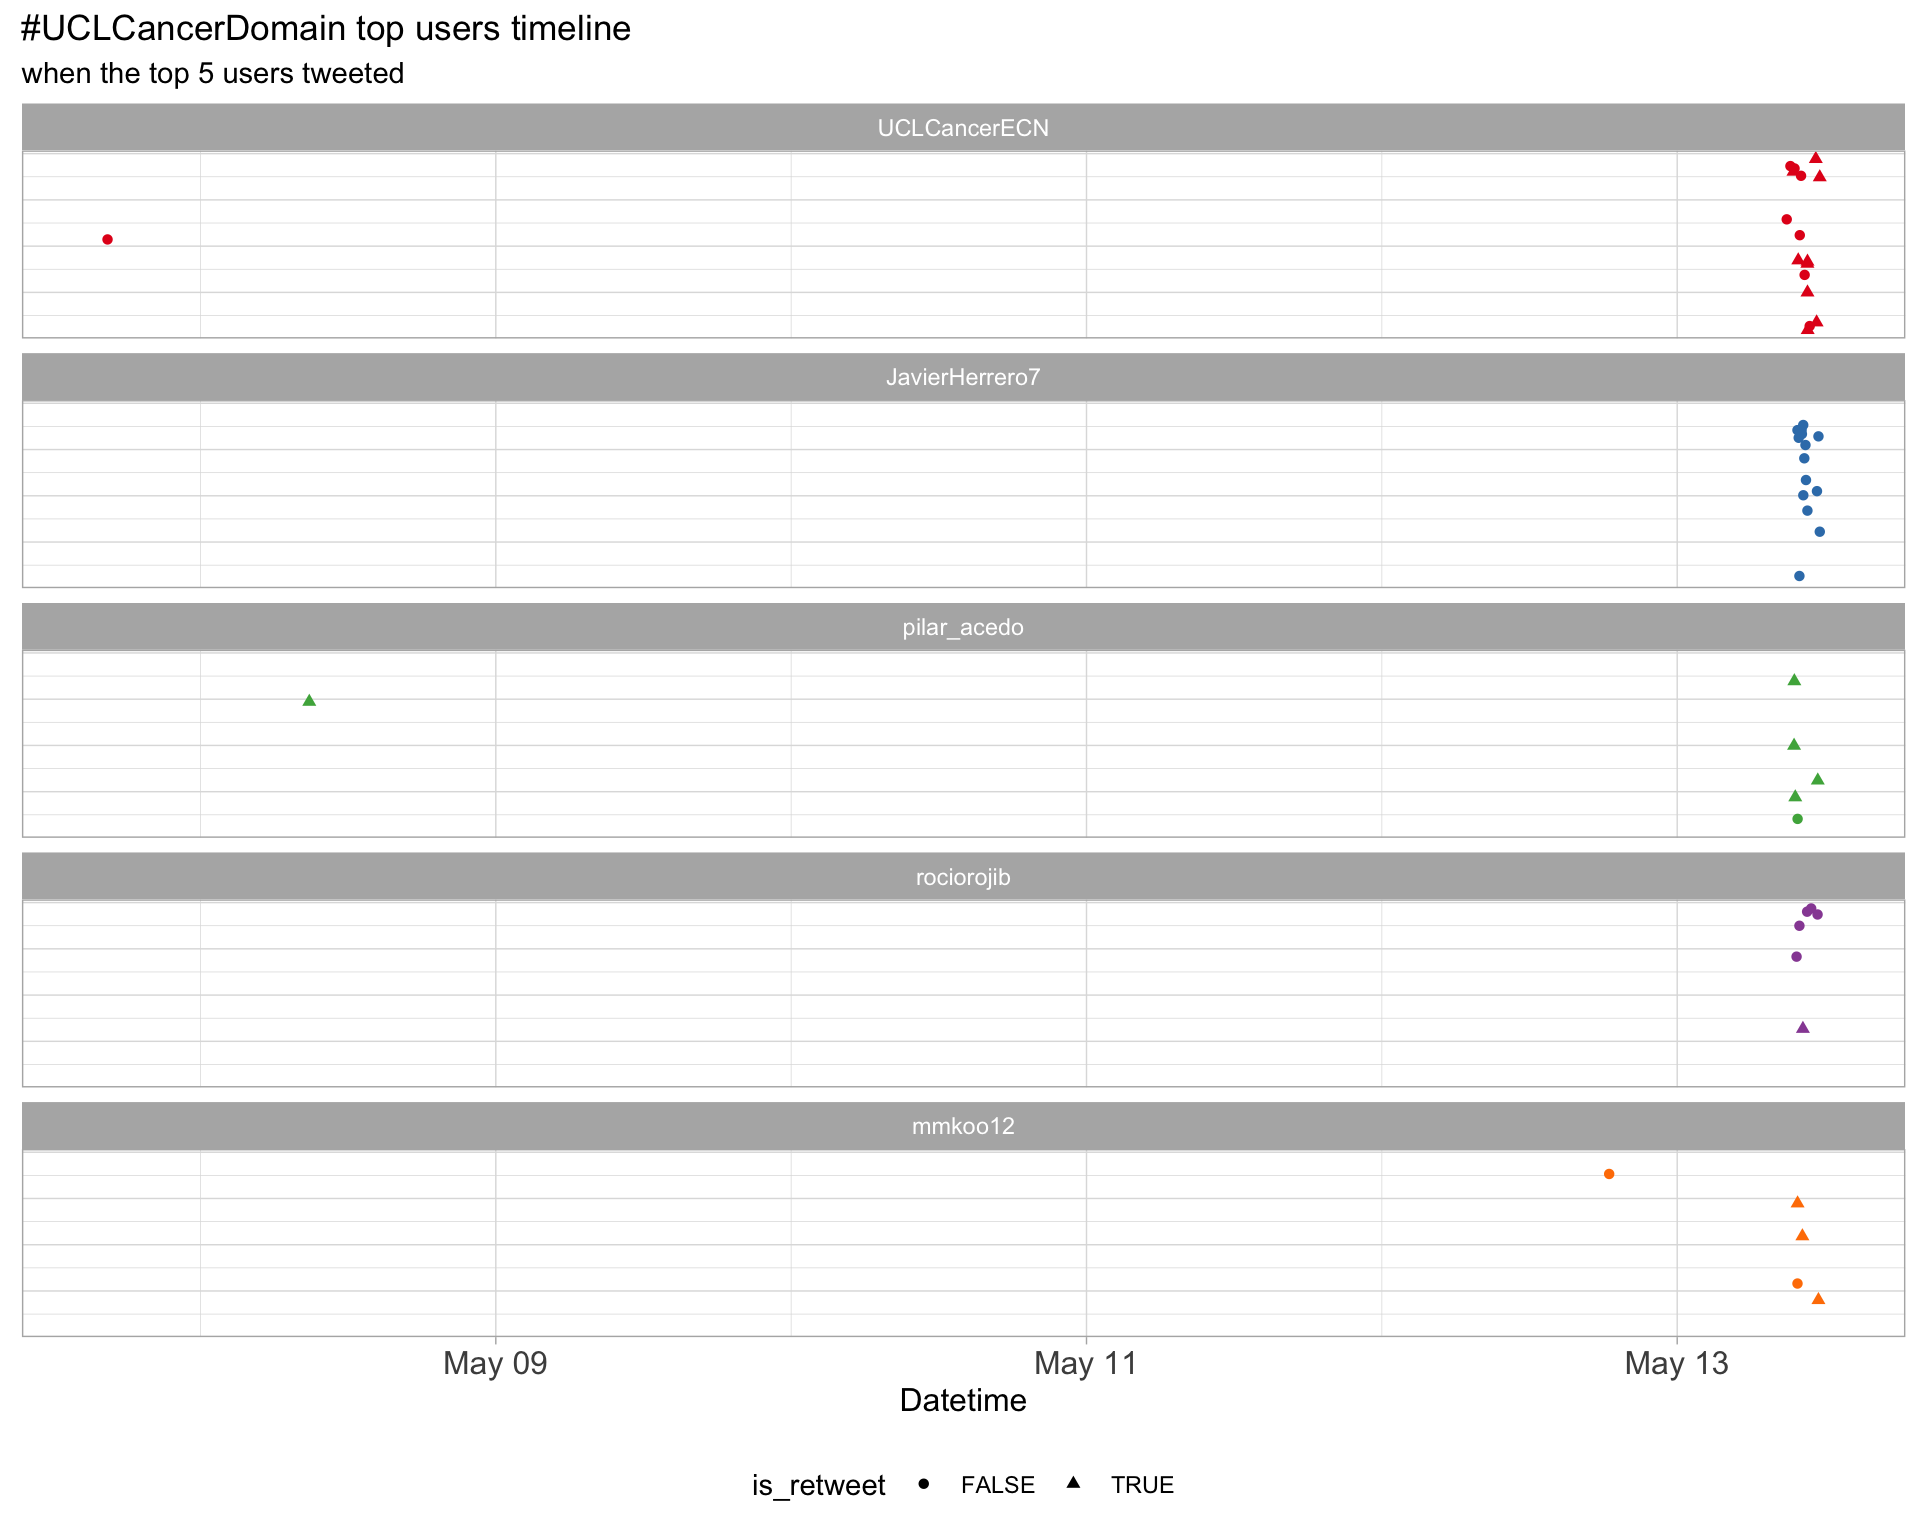 #UCLCancerDomain top users timeline
when the top 5 users tweeted
UCLCancerECN
JavierHerrero7
pilar_acedo
rociorojib
mmkoo12
May 09 May 11 May 13
Datetime
is_retweet FALSE TRUE